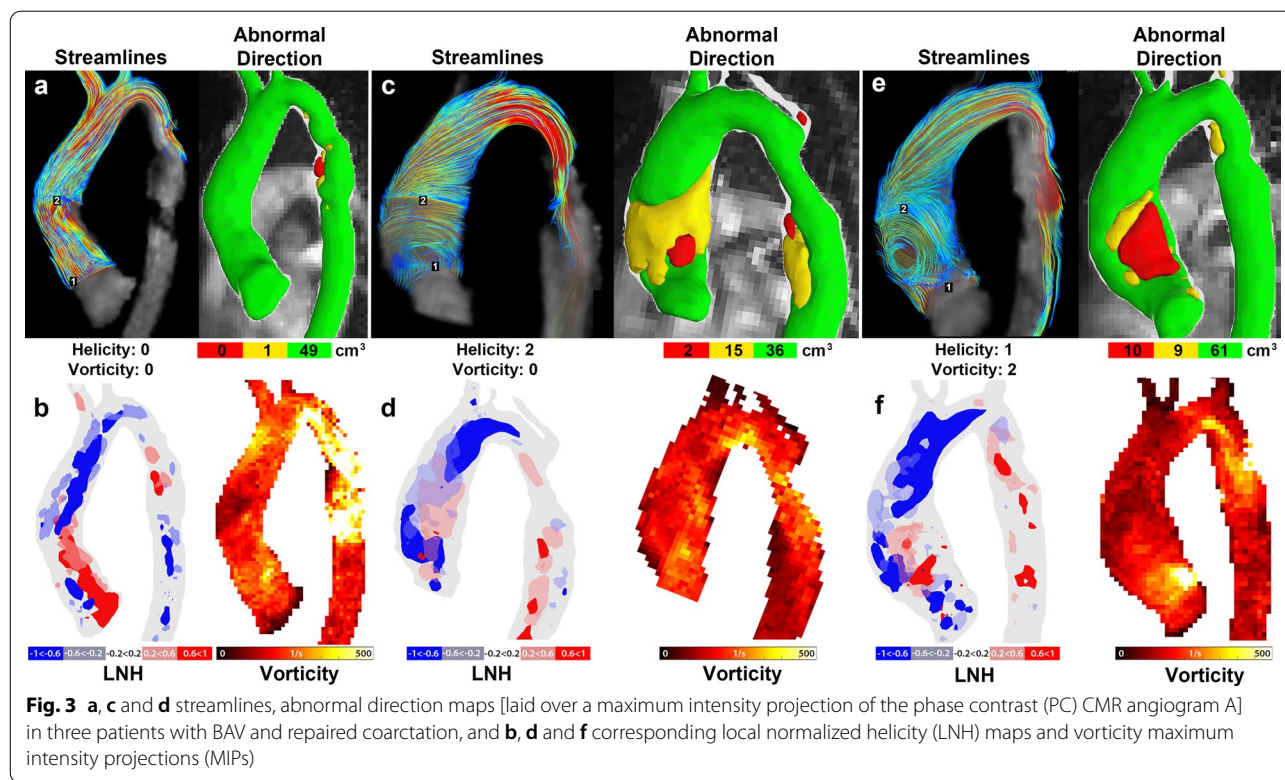 Streamlines
Abnormal
Direction
Streamlines
Abnormal
Direction
Streamlines
Abnormal
Direction
a
2
1
c
2
1
e
2
1
Helicity: 0
Vorticity: 0
0 1 49 cm³
Helicity: 2
Vorticity: 0
2 15 36 cm³
Helicity: 1
Vorticity: 2
10 9 61 cm³
b
d
f
-1<-0.6 -0.6<-0.2 -0.2<0.2 0.2<0.6 0.6<1
LNH
0 1/s 500
Vorticity
-1<-0.6 -0.6<-0.2 -0.2<0.2 0.2<0.6 0.6<1
LNH
0 1/s 500
Vorticity
-1<-0.6 -0.6<-0.2 -0.2<0.2 0.2<0.6 0.6<1
LNH
0 1/s 500
Vorticity
Fig. 3 a, c and d streamlines, abnormal direction maps [laid over a maximum intensity projection of the phase contrast (PC) CMR angiogram A]
in three patients with BAV and repaired coarctation, and b, d and f corresponding local normalized helicity (LNH) maps and vorticity maximum
intensity projections (MIPs)